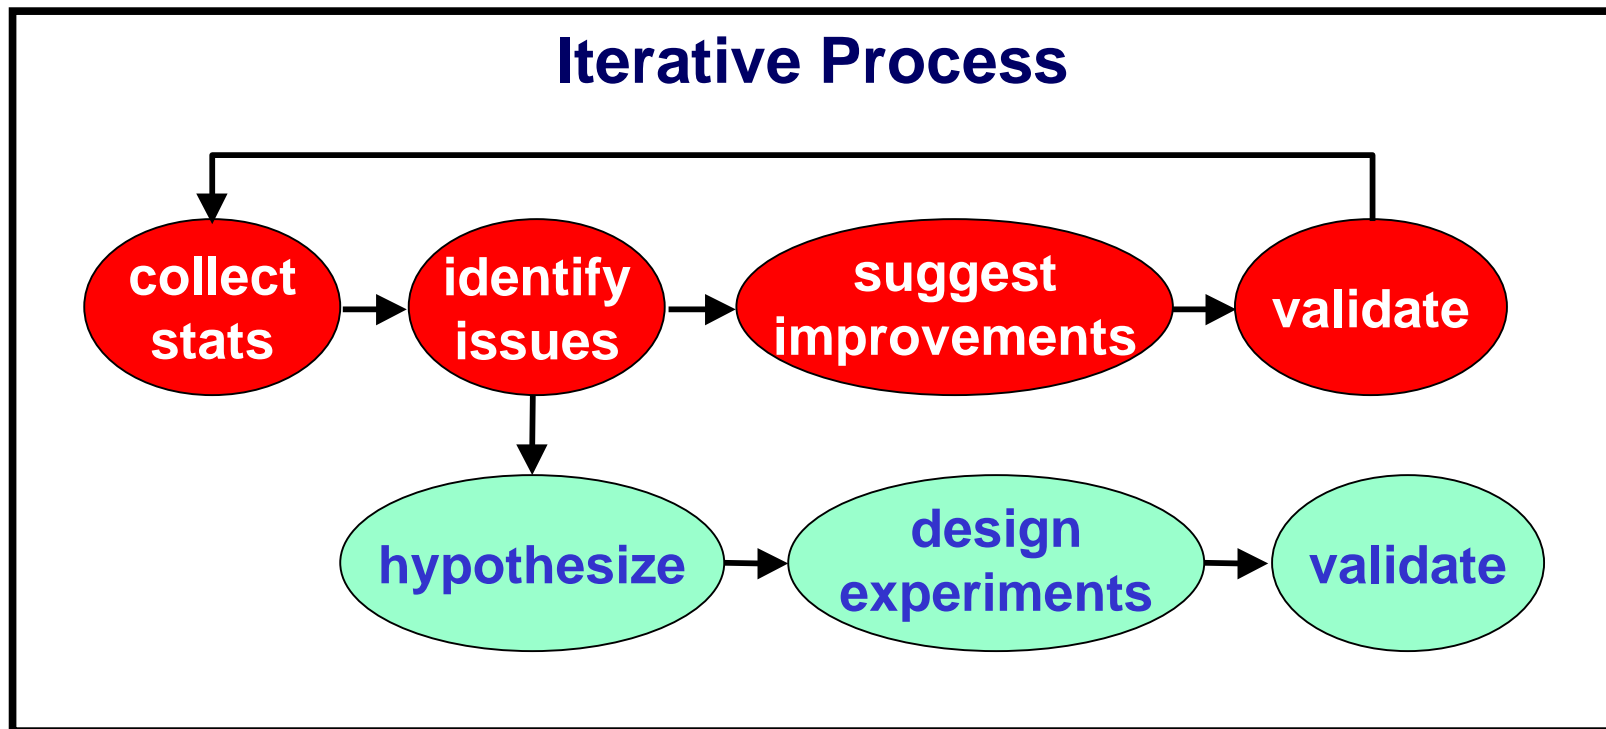 Iterative Process
collect
stats
identify
issues
suggest
improvements
validate
hypothesize
design
experiments
validate